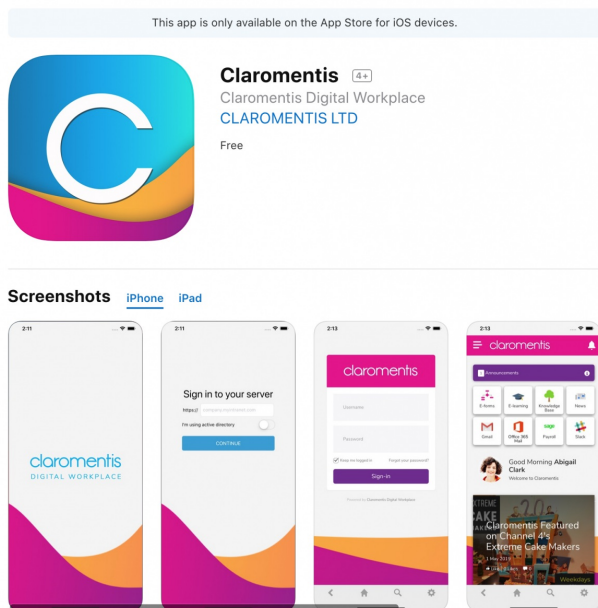 This app is only available on the App Store for iOS devices.
Claromentis 4+
Claromentis Digital Workplace
CLAROMENTIS LTD
Free
Screenshots iPhone iPad
2:11
claromentis
DIGITAL WORKPLACE
2:11
Sign in to your server
https://
I'm using active directory
CONTINUE
2:13
claromentis
Username
Password
Keep me logged in Forgot your password?
Sign-in
Powered by Claromentis Digital Workplace
2:13
claromentis
Announcements
E-forms E-learning Knowledge Base News
Gmail Office 365 Mail Payroll Slack
sage
Good Morning Abigail
Clark
Welcome to Claromentis
EXTREME
CAKE
Claromentis Featured
on Channel 4's
Extreme Cake Makers
Weekdays